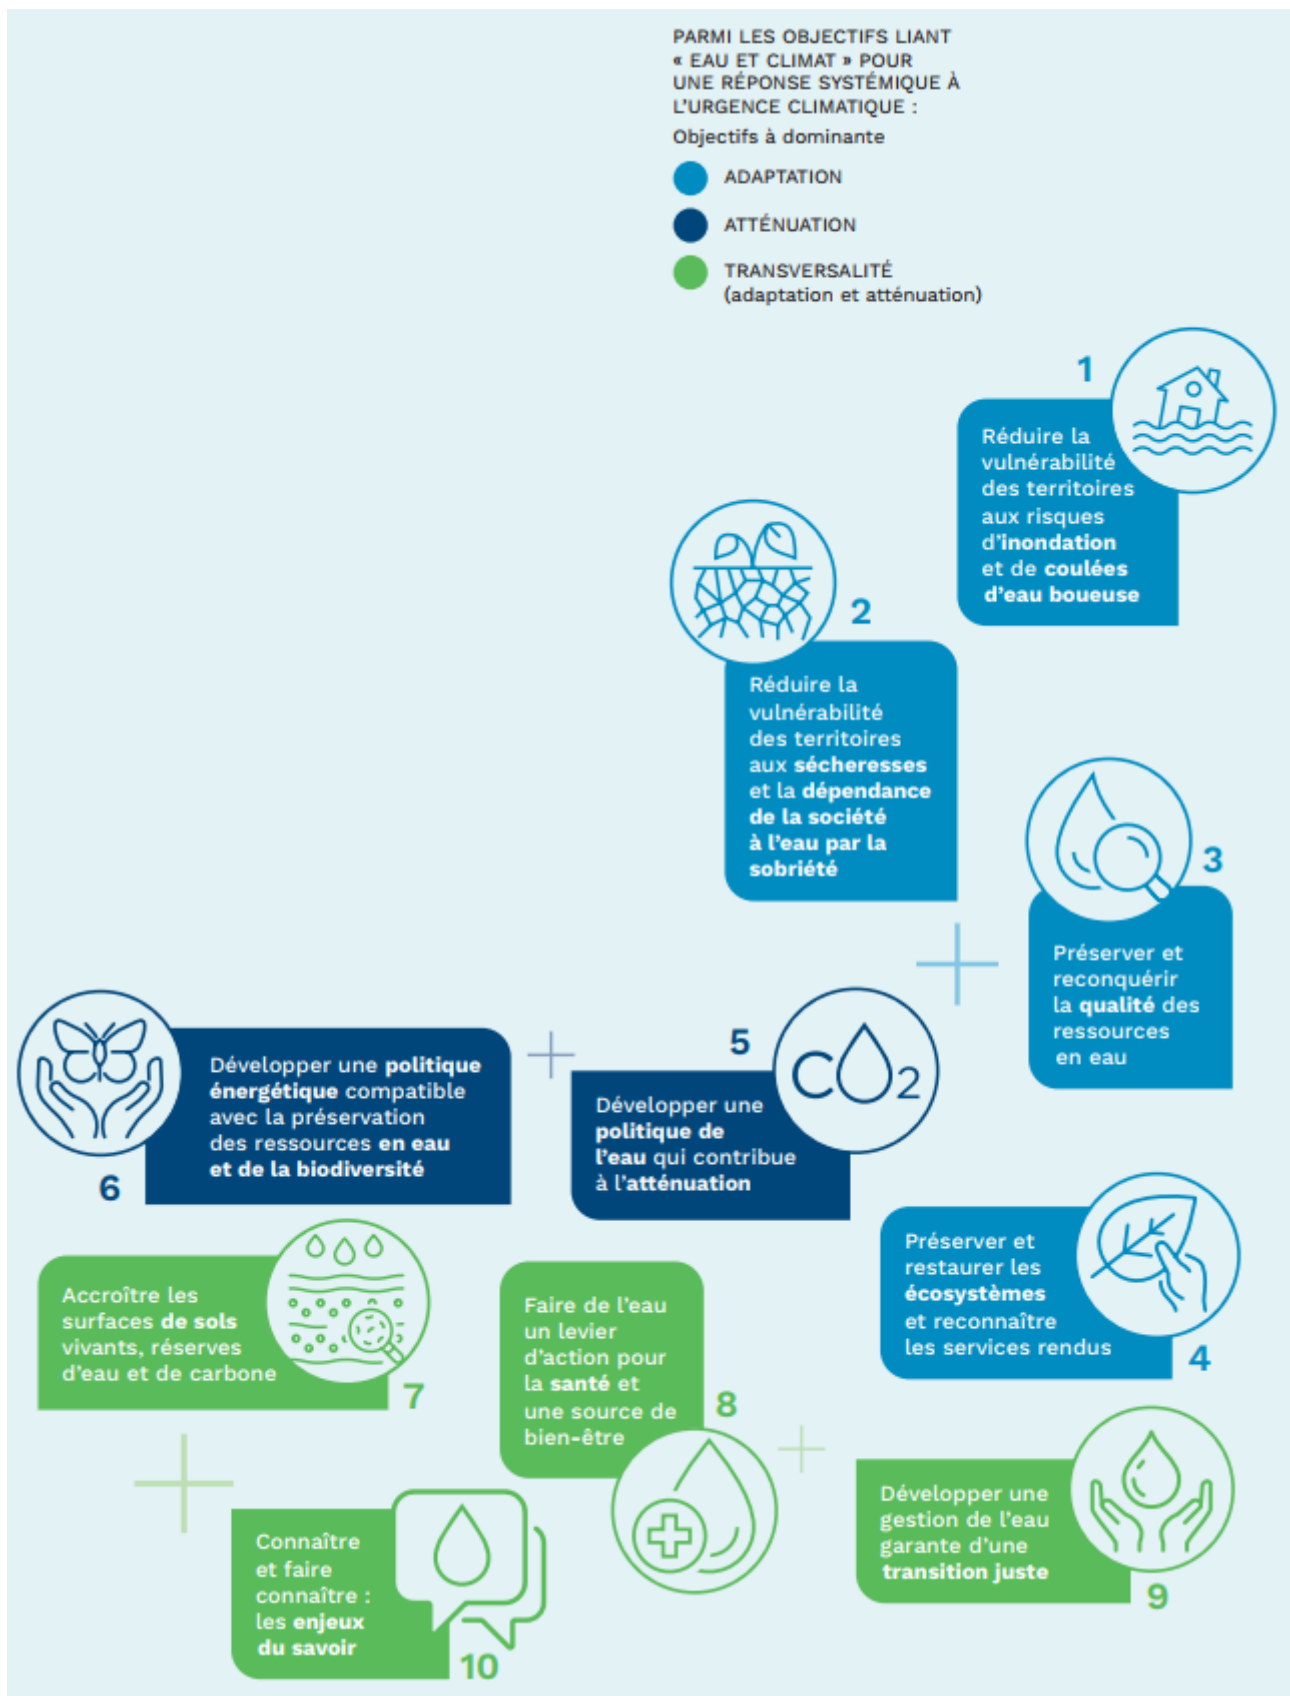 PARMI LES OBJECTIFS LIANT
« EAU ET CLIMAT » POUR
UNE RÉPONSE SYSTÉMIQUE À
L'URGENCE CLIMATIQUE :
Objectifs à dominante
ADAPTATION
ATTÉNUATION
TRANSVERSALITÉ
(adaptation et atténuation)
1
Réduire la
vulnérabilité
des territoires
aux risques
d'inondation
et de coulées
d'eau boueuse
2
Réduire la
vulnérabilité
des territoires
aux sécheresses
et la dépendance
de la société
à l'eau par la
sobriété
3
Préserver et
reconquérir
la qualité des
ressources
en eau
4
Préserver et
restaurer les
écosystèmes
et reconnaître
les services rendus
5
CO2
Développer une
politique de
l'eau qui contribue
à l'atténuation
6
Développer une politique
énergétique compatible
avec la préservation
des ressources en eau
et de la biodiversité
7
Accroître les
surfaces de sols
vivants, réserves
d'eau et de carbone
8
Faire de l'eau
un levier
d'action pour
la santé et
une source de
bien-être
9
Développer une
gestion de l'eau
garante d'une
transition juste
10
Connaître
et faire
connaître :
les enjeux
du savoir